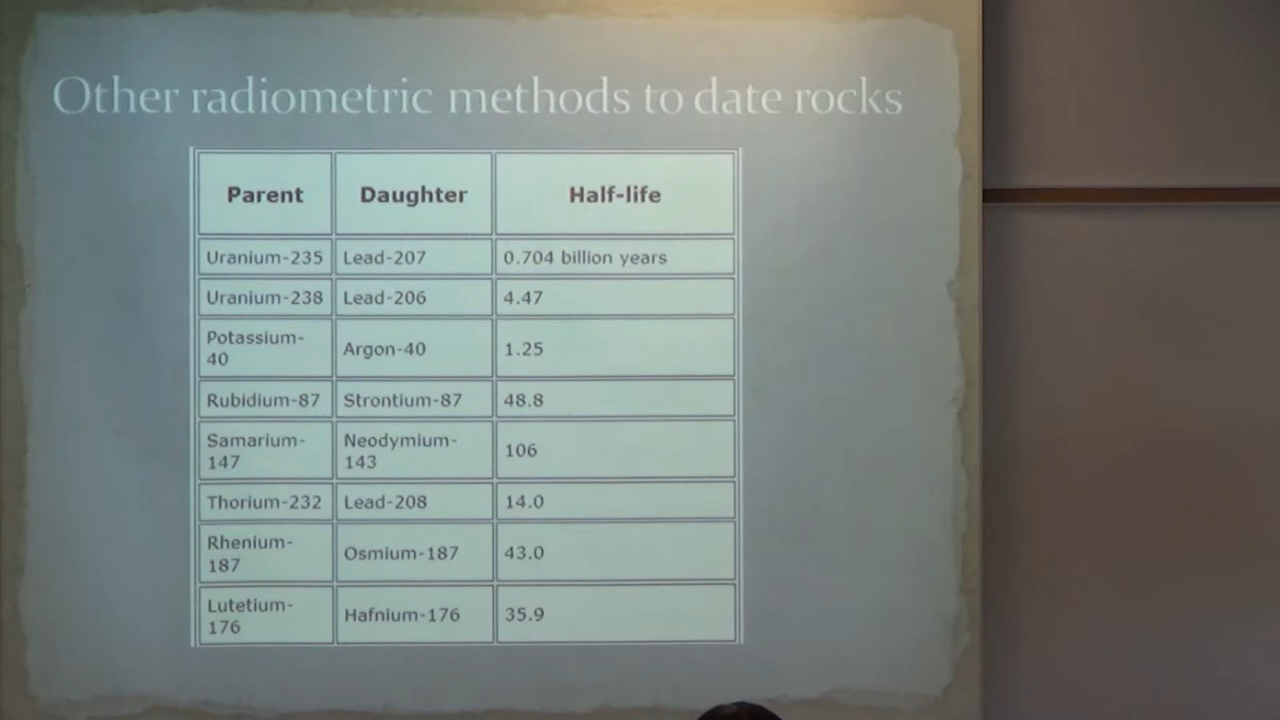 Other radiometric methods to date rocks
Parent Daughter Half-life
Uranium-235 Lead-207 0.704 billion years
Uranium-238 Lead-206 4.47
Potassium-
40 Argon-40 1.25
Rubidium-87 Strontium-87 48.8
Samarium- Neodymium-
147 143 106
Thorium-232 Lead-208 14.0
Rhenium-
187 Osmium-187 43.0
Lutetium-
176 Hafnium-176 35.9